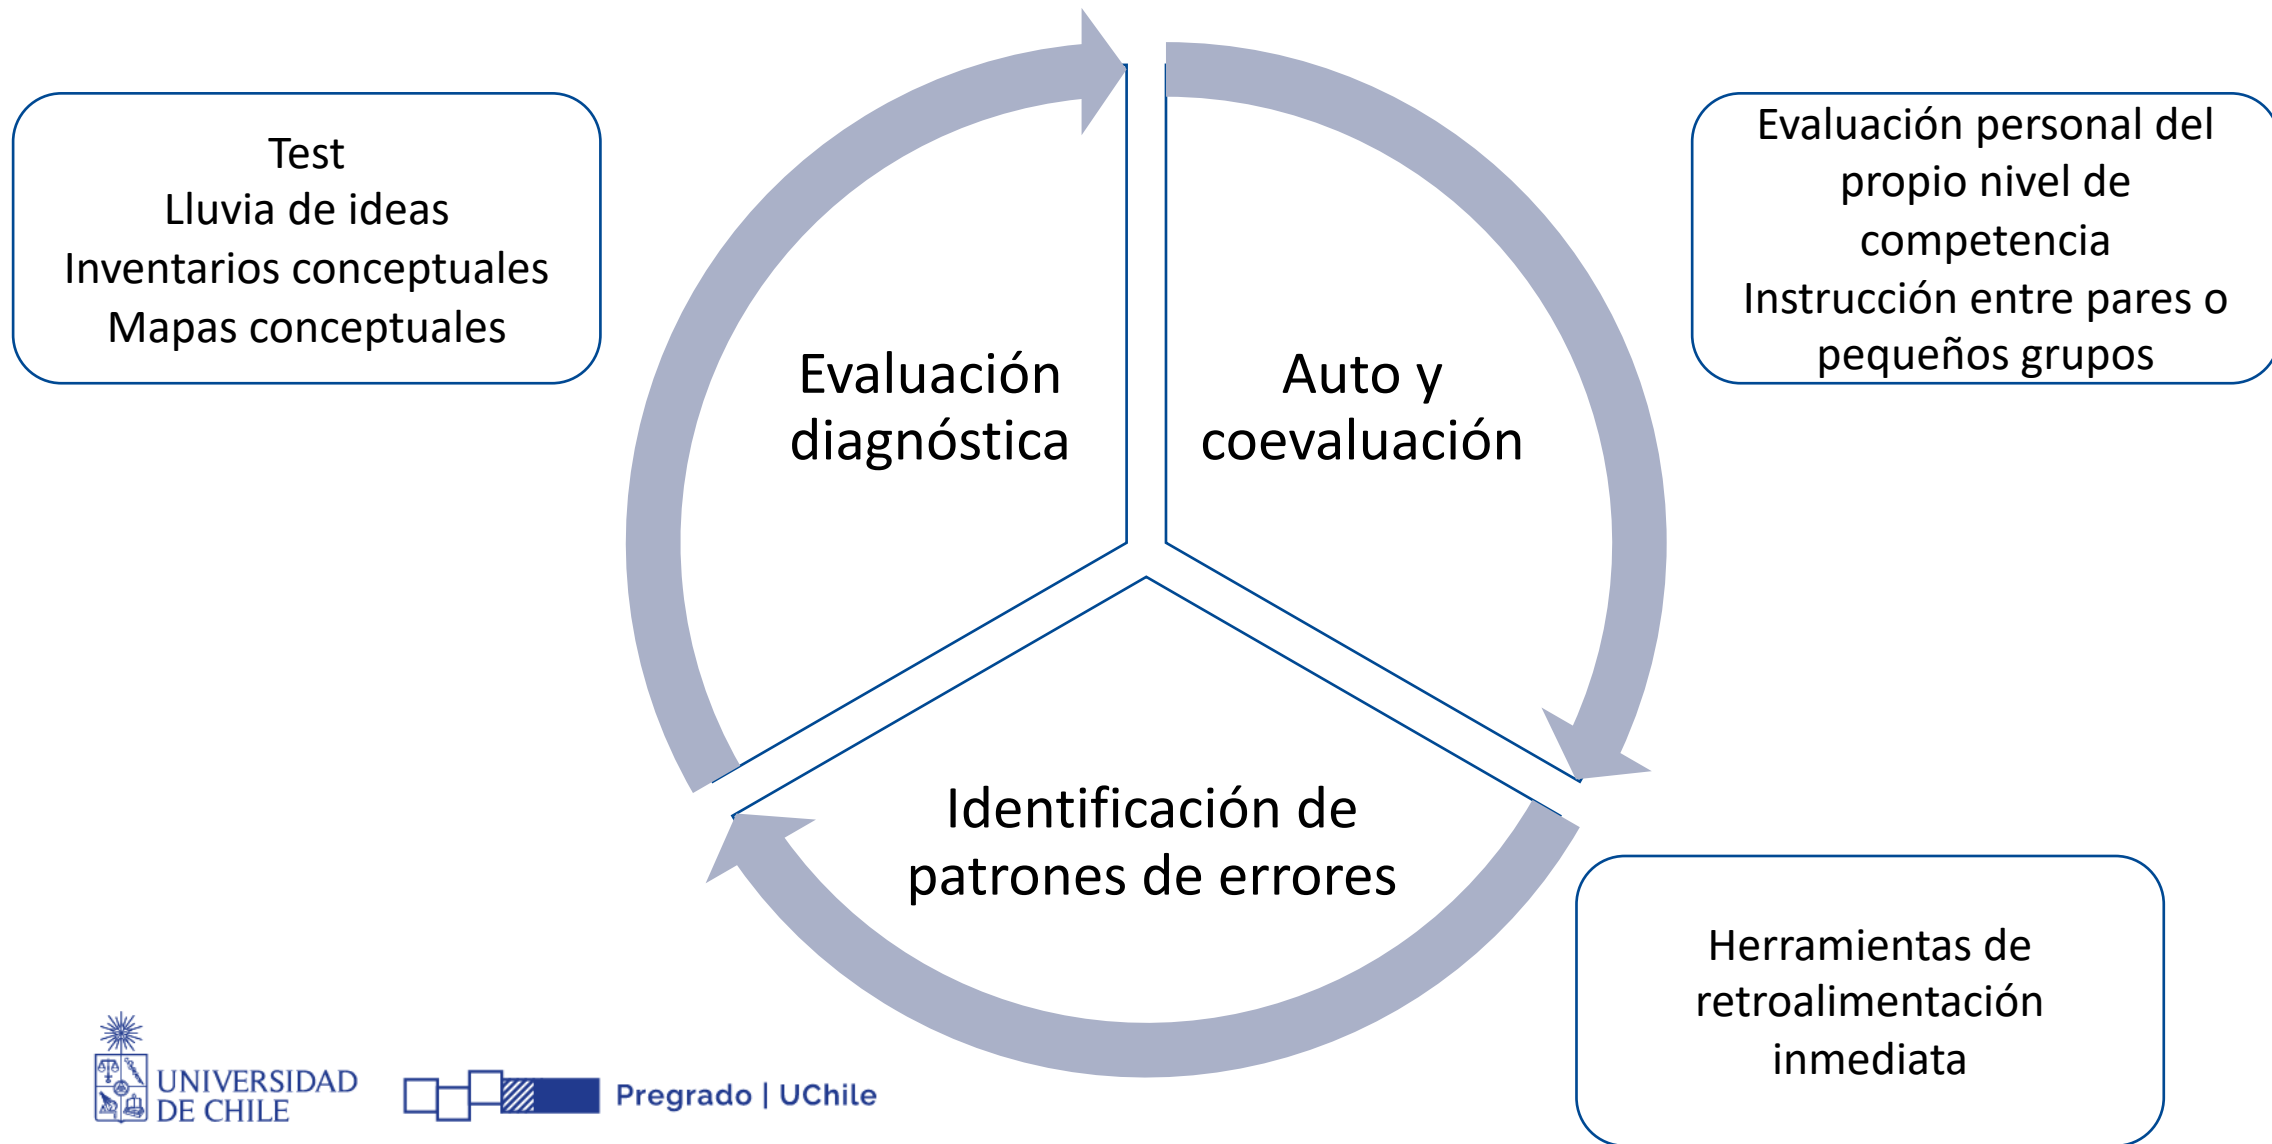 Test
Lluvia de ideas
Inventarios conceptuales
Mapas conceptuales
Evaluación
diagnóstica
Auto y
coevaluación
Evaluación personal del
propio nivel de
competencia
Instrucción entre pares o
pequeños grupos
Identificación de
patrones de errores
Herramientas de
retroalimentación
inmediata
UNIVERSIDAD
DE CHILE
Pregrado | UChile